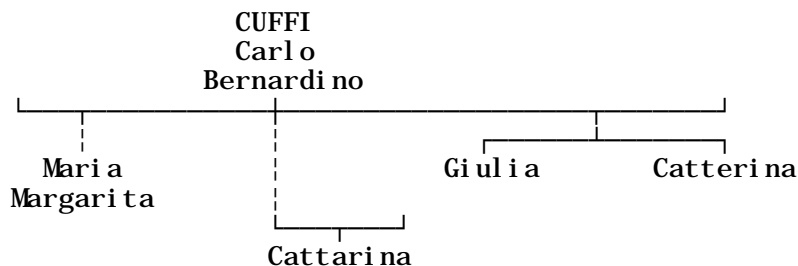 CUFFI
Carlo
Bernardino
Maria Giulia Catterina
Margarita
Cattarina